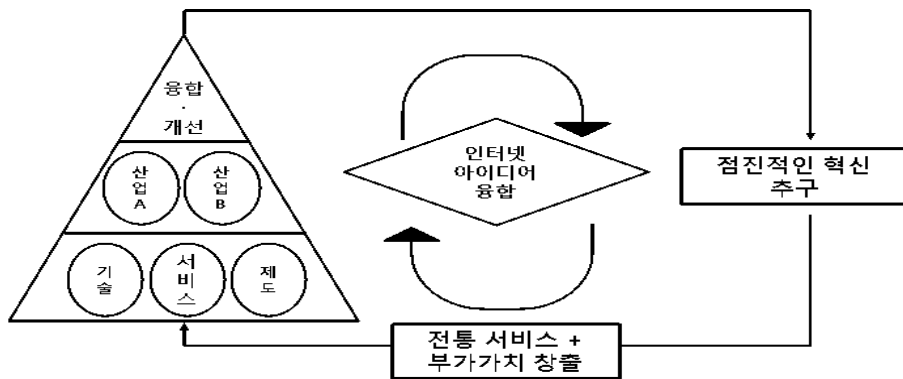 융합
·
개선
산
업
A
산
업
B
기
술
서
비
스
제
도
인터넷
아이디어
융합
점진적인 혁신
추구
전통 서비스 +
부가가치 창출